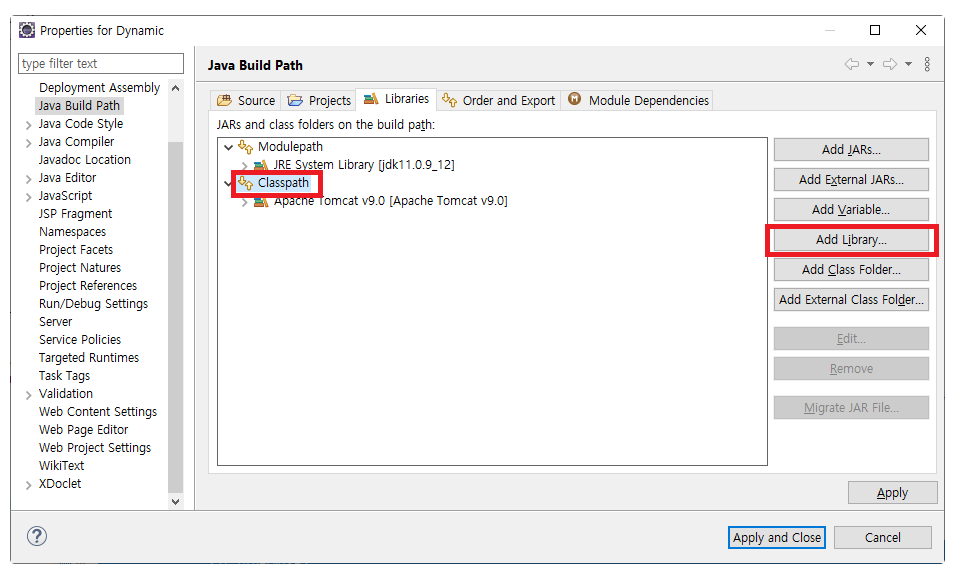 Properties for Dynamic
type filter text
Deployment Assembly
Java Build Path
Java Code Style
Java Compiler
Javadoc Location
Java Editor
JavaScript
JSP Fragment
Namespaces
Project Facets
Project Natures
Project References
Run/Debug Settings
Server
Service Policies
Targeted Runtimes
Task Tags
Validation
Web Content Settings
Web Page Editor
Web Project Settings
WikiText
XDoclet
Java Build Path
Source Projects Libraries Order and Export Module Dependencies
JARs and class folders on the build path:
Modulepath
JRE System Library [jdk11.0.9_12]
Classpath
Apache Tomcat v9.0 [Apache Tomcat v9.0]
Add JARs...
Add External JARs...
Add Variable...
Add Library...
Add Class Folder...
Add External Class Folder...
Edit...
Remove
Migrate JAR File...
Apply
Apply and Close Cancel